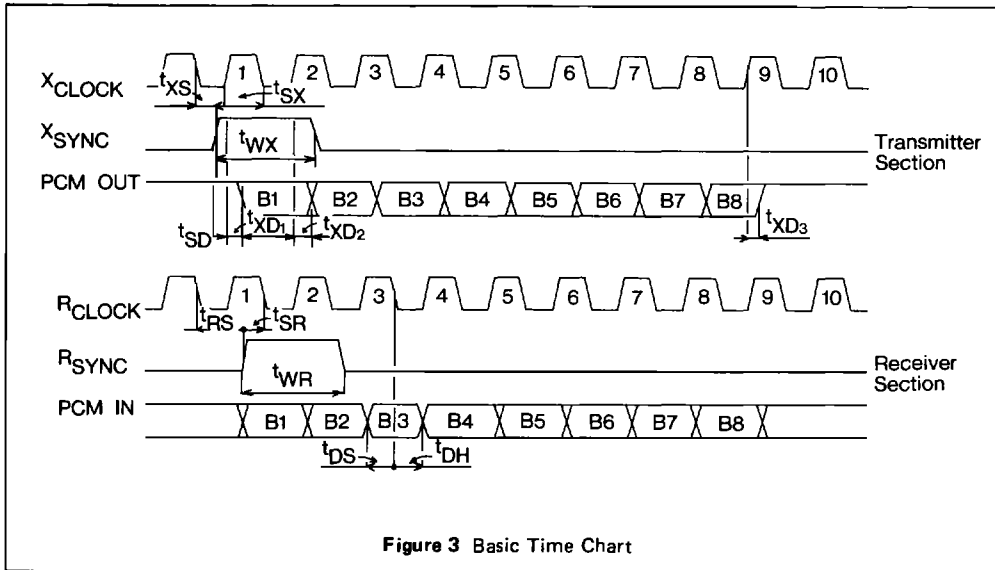 1 2 3 4 5 6 7 8 9 10
XCLOCK tXS tSX
XSYNC tWX Transmitter
Section
PCM OUT B1 B2 B3 B4 B5 B6 B7 B8
tSD tXD1 tXD2 tXD3
1 2 3 4 5 6 7 8 9 10
RCLOCK tRS tSR
RSYNC tWR Receiver
Section
PCM IN B1 B2 B3 B4 B5 B6 B7 B8
tDS tDH
Figure 3 Basic Time Chart